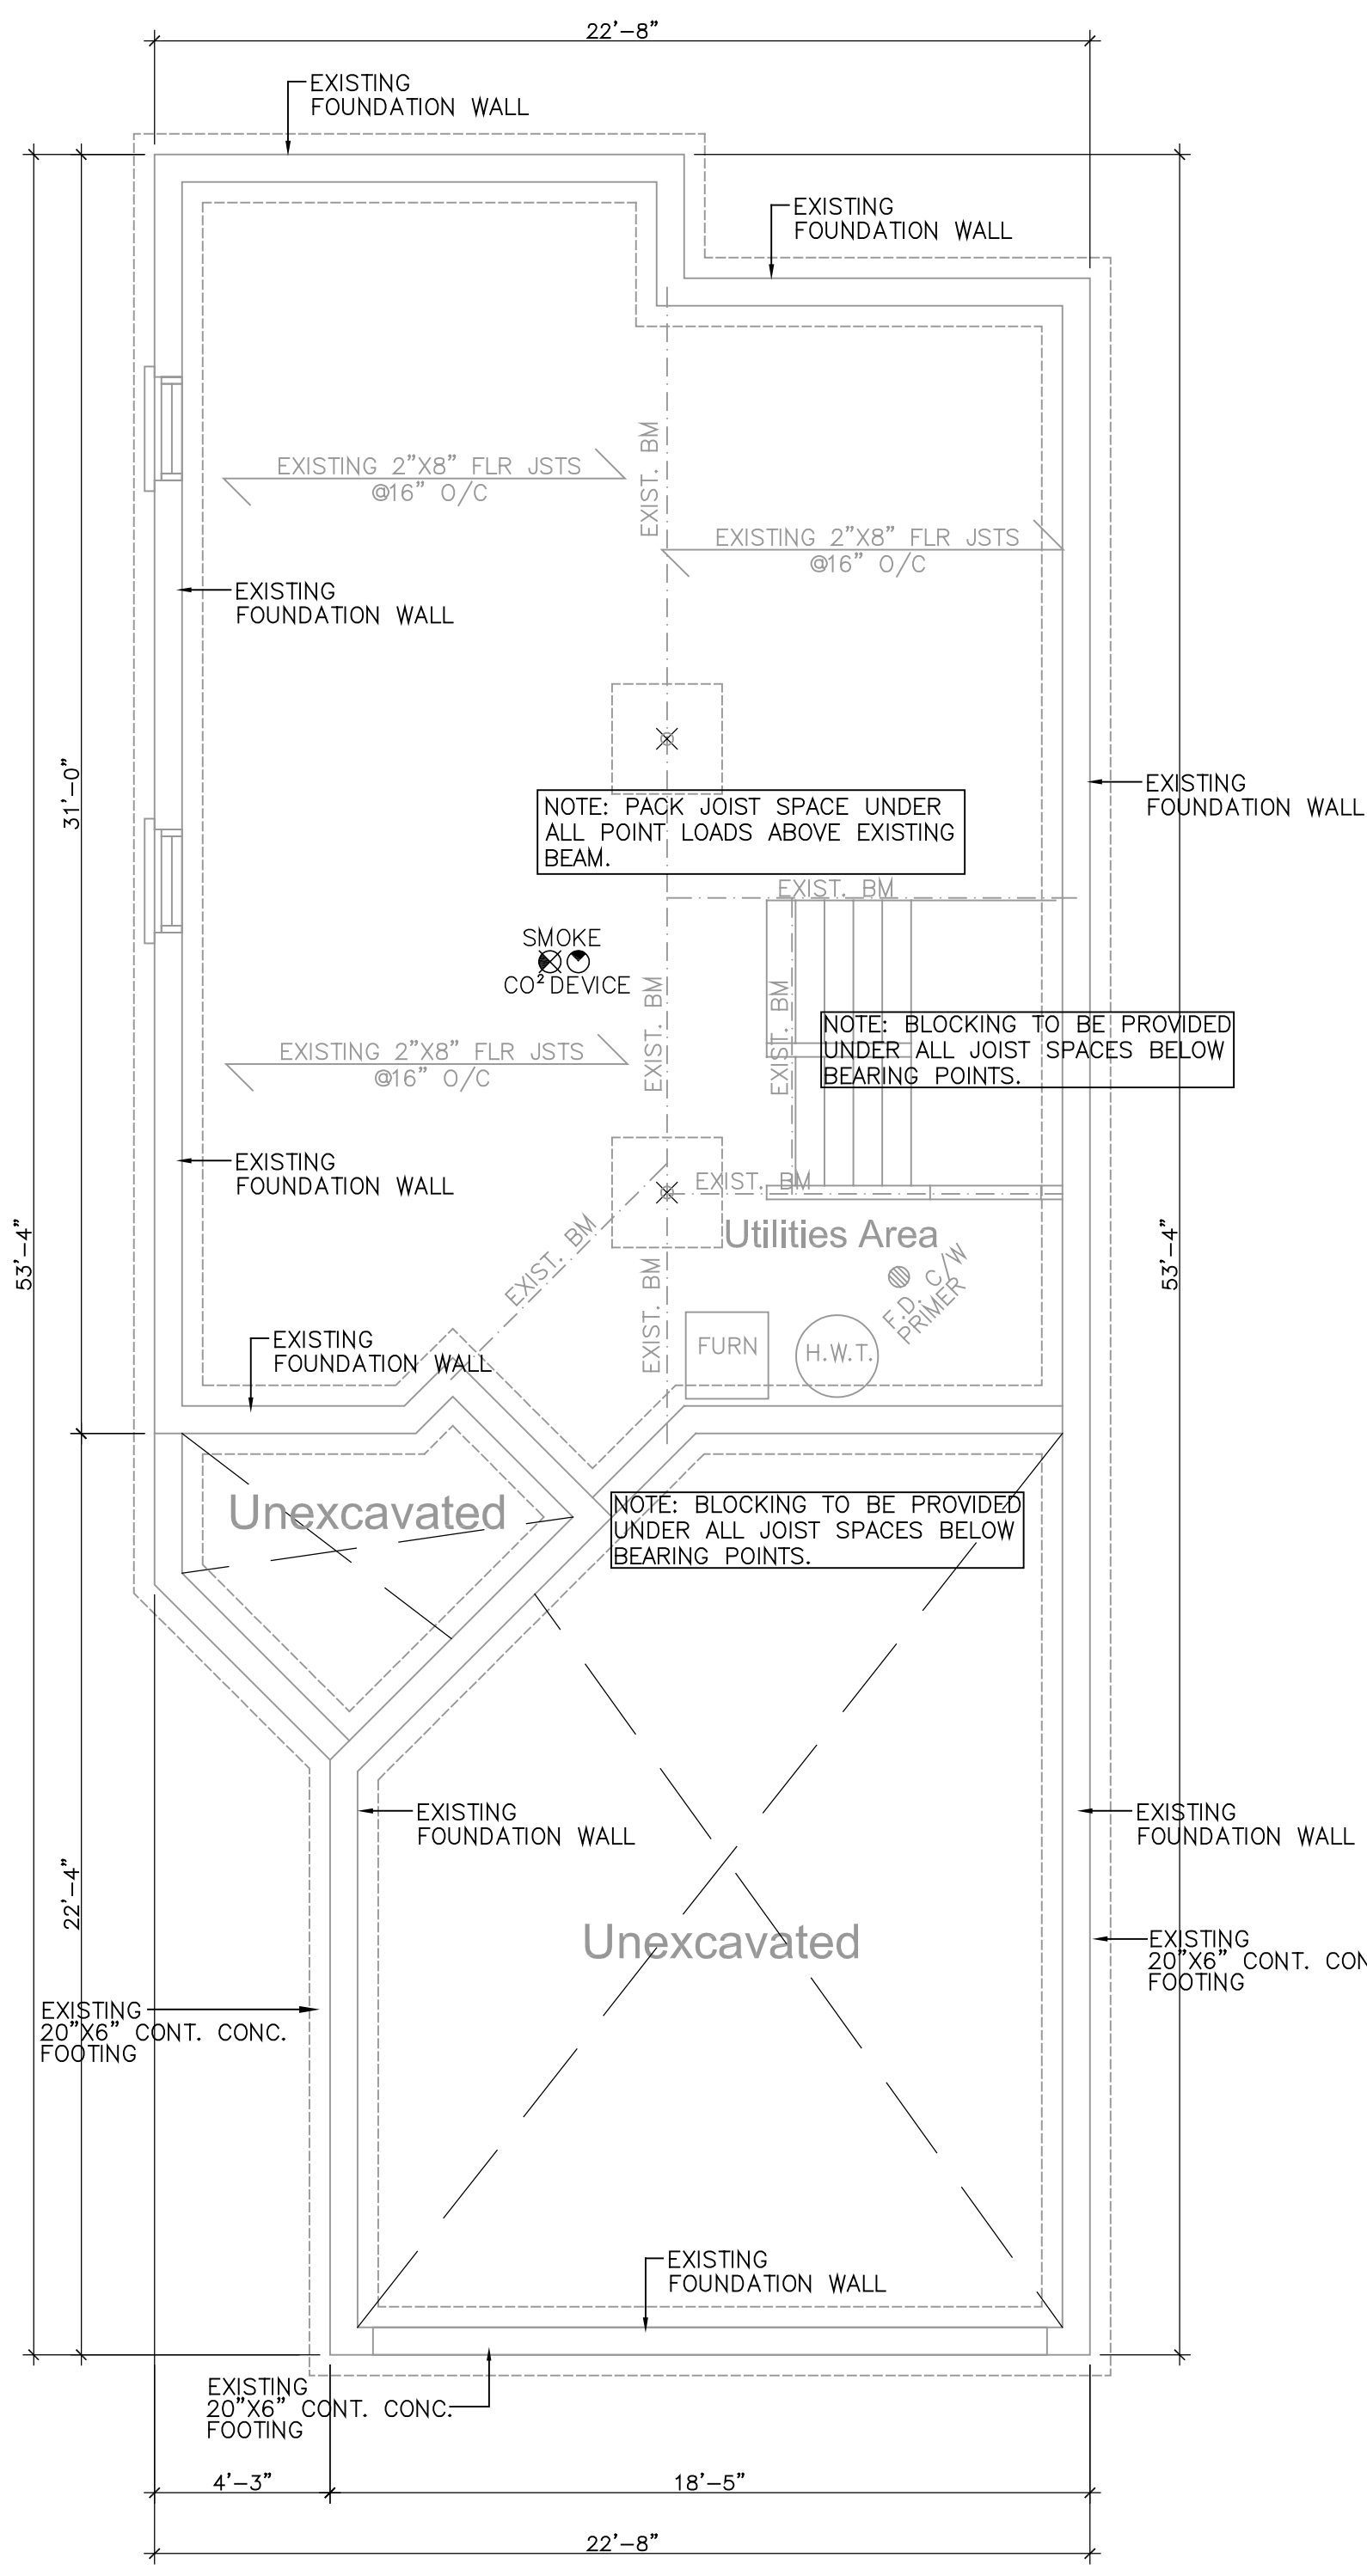 22'-8"
EXISTING
FOUNDATION WALL
EXISTING
FOUNDATION WALL
EXIST. BM
EXISTING 2"X8" FLR JSTS
@16" O/C
EXISTING 2"X8" FLR JSTS
@16" O/C
EXISTING
FOUNDATION WALL
31'-0"
EXISTING
FOUNDATION WALL
NOTE: PACK JOIST SPACE UNDER
ALL POINT LOADS ABOVE EXISTING
BEAM.
EXIST. BM
SMOKE
CO² DEVICE
EXIST. BM
EXIST. BM
NOTE: BLOCKING TO BE PROVIDED
UNDER ALL JOIST SPACES BELOW
BEARING POINTS.
EXISTING 2"X8" FLR JSTS
@16" O/C
EXISTING
FOUNDATION WALL
EXIST. BM
Utilities Area
53'-4"
53'-4"
EXIST. BM
EXIST. BM
F.D. C/W
PRIMER
FURN
H.W.T.
EXISTING
FOUNDATION WALL
Unexcavated
NOTE: BLOCKING TO BE PROVIDED
UNDER ALL JOIST SPACES BELOW
BEARING POINTS.
EXISTING
FOUNDATION WALL
EXISTING
FOUNDATION WALL
22'-4"
Unexcavated
EXISTING
20"X6" CONT. CON
FOOTING
EXISTING
20"X6" CONT. CONC.
FOOTING
EXISTING
FOUNDATION WALL
EXISTING
20"X6" CONT. CONC.
FOOTING
4'-3"
18'-5"
22'-8"